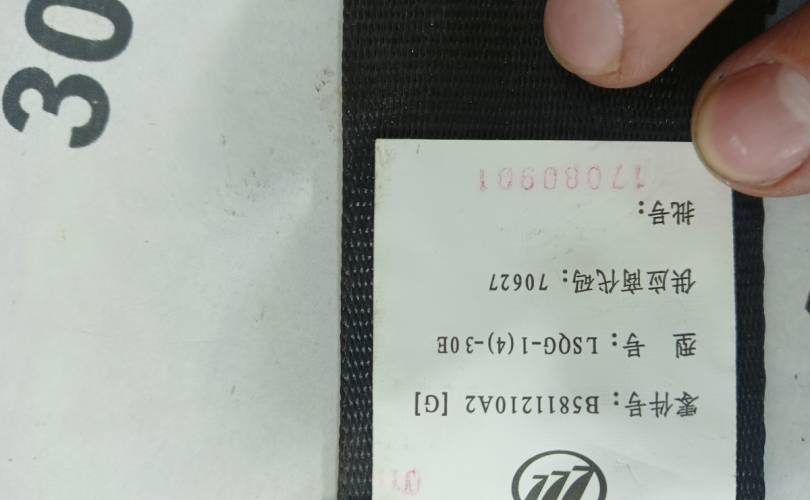 零件号：B5811210A2 [G]
型　号：LSQG-1(4)-30E
供应商代码：70627
批号：
17080901
30